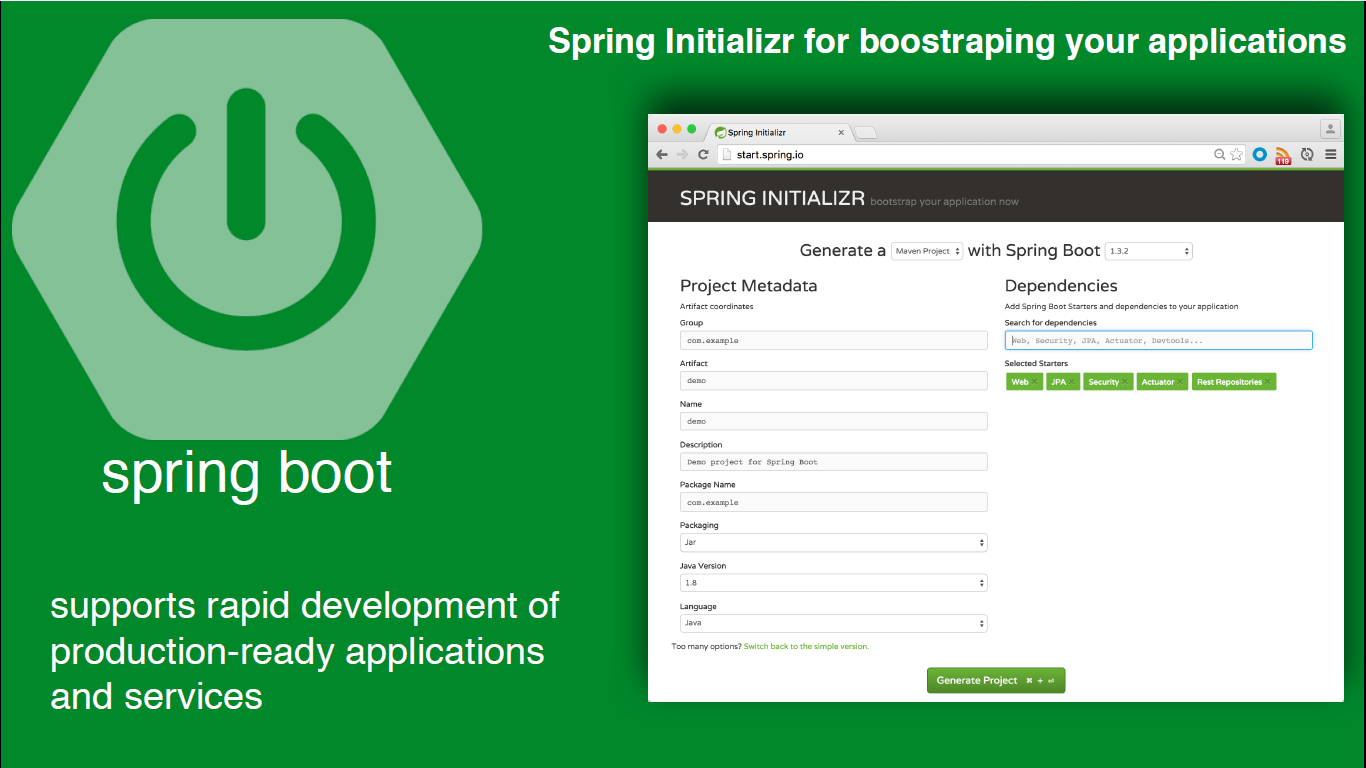 Spring Initializr for boostraping your applications
spring boot
supports rapid development of
production-ready applications
and services
Spring Initializr
start.spring.io
119
SPRING INITIALIZR bootstrap your application now
Generate a Maven Project with Spring Boot 1.3.2
Project Metadata
Artifact coordinates
Group
com.example
Artifact
demo
Name
demo
Description
Demo project for Spring Boot
Package Name
com.example
Packaging
Jar
Java Version
1.8
Language
Java
Too many options? Switch back to the simple version.
Dependencies
Add Spring Boot Starters and dependencies to your application
Search for dependencies
Web, Security, JPA, Actuator, Devtools...
Selected Starters
Web × JPA × Security × Actuator × Rest Repositories ×
Generate Project ⌘ + ⏎